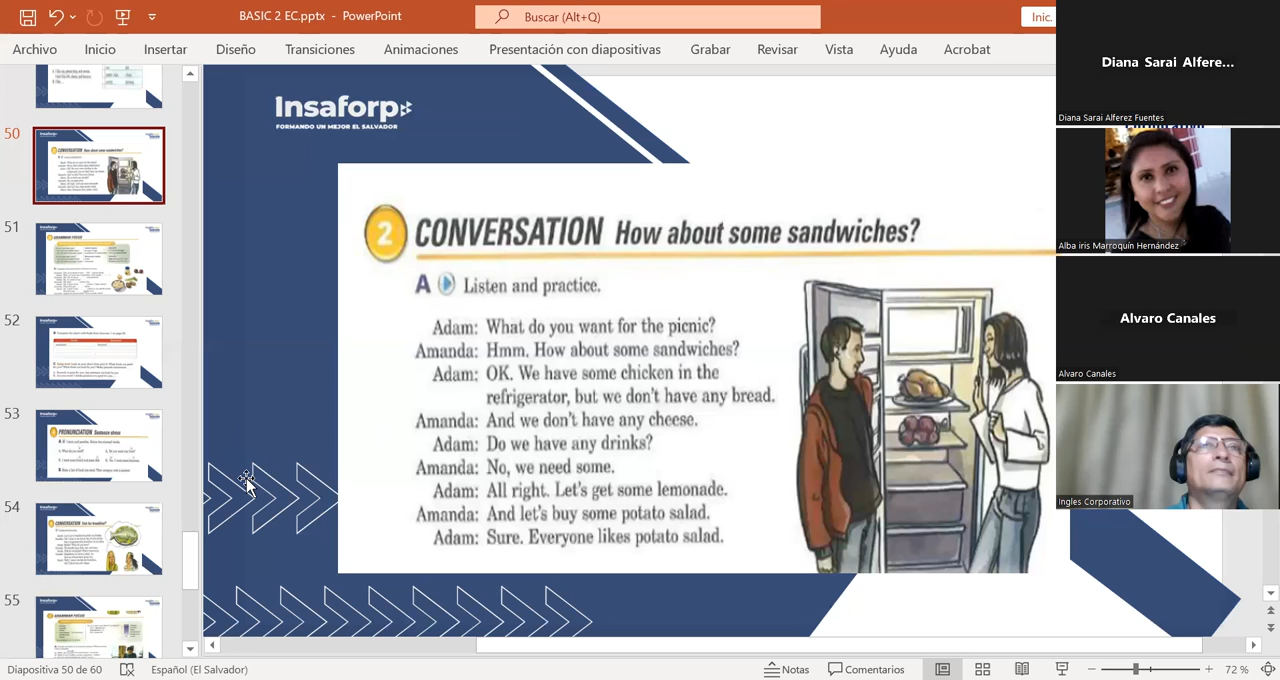 BASIC 2 EC.pptx - PowerPoint
Buscar (Alt+Q)
Inic.
Archivo Inicio Insertar Diseño Transiciones Animaciones Presentación con diapositivas Grabar Revisar Vista Ayuda Acrobat
50
51
52
53
54
55
Insaforp
FORMANDO UN MEJOR EL SALVADOR
2 CONVERSATION How about some sandwiches?
A Listen and practice.
Adam: What do you want for the picnic?
Amanda: Hmm. How about some sandwiches?
Adam: OK. We have some chicken in the
refrigerator, but we don't have any bread.
Amanda: And we don't have any cheese.
Adam: Do we have any drinks?
Amanda: No, we need some.
Adam: All right. Let's get some lemonade.
Amanda: And let's buy some potato salad.
Adam: Sure. Everyone likes potato salad.
Diana Sarai Alfere...
Diana Sarai Alferez Fuentes
Alba iris Marroquín Hernández
Alvaro Canales
Alvaro Canales
Ingles Corporativo
Diapositiva 50 de 60 Español (El Salvador) Notas Comentarios 72 %